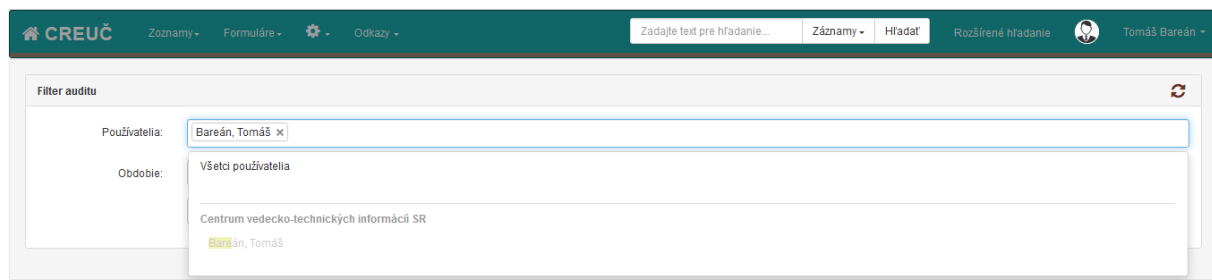 CREUČ Zoznamy Formuláre Odkazy Zadajte text pre hľadanie... Záznamy Hľadať Rozšírené hľadanie Tomáš Bareán
Filter auditu
Používatelia: Bareán, Tomáš ×
Obdobie:
Všetci používatelia
Centrum vedecko-technických informácií SR
Bareán, Tomáš